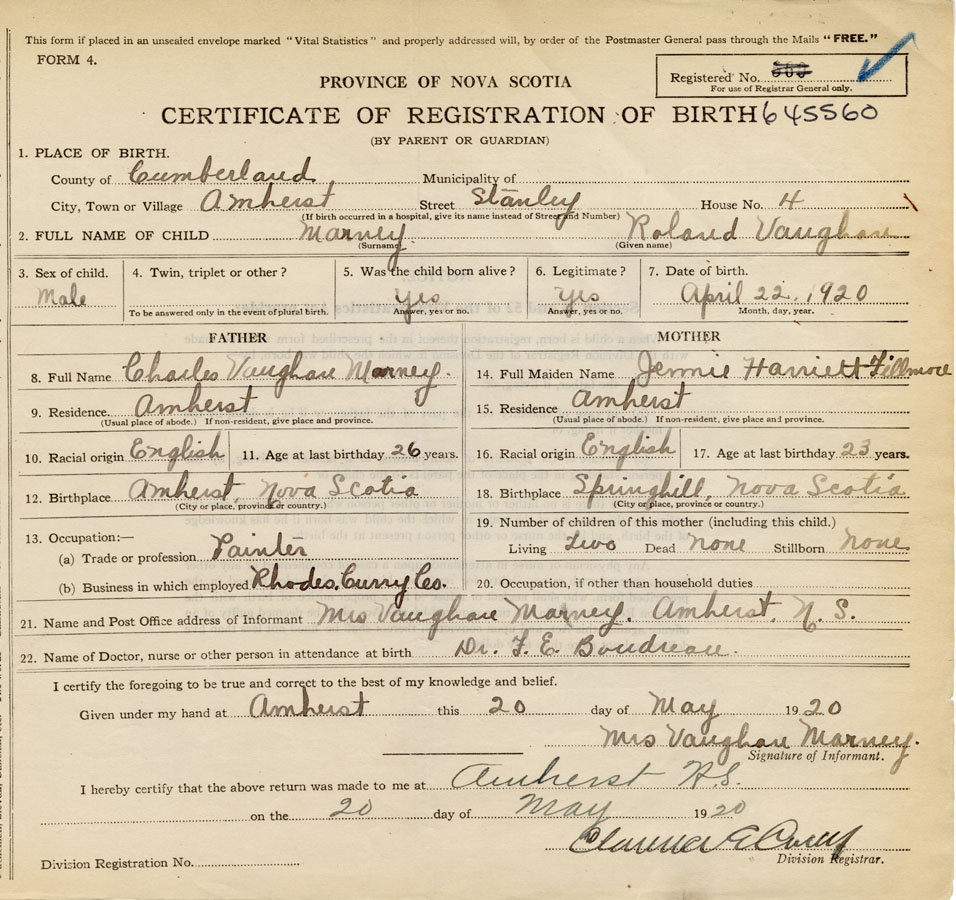 This form if placed in an unsealed envelope marked "Vital Statistics" and properly addressed will, by order of the Postmaster General pass through the Mails "FREE."
FORM 4.
Registered No.
For use of Registrar General only.
PROVINCE OF NOVA SCOTIA
CERTIFICATE OF REGISTRATION OF BIRTH 645560
(BY PARENT OR GUARDIAN)
1. PLACE OF BIRTH.
County of Cumberland Municipality of
City, Town or Village Amherst Street Stanley House No. 4
(If birth occurred in a hospital, give its name instead of Street and Number)
2. FULL NAME OF CHILD Marney Roland Vaughan
(Surname) (Given name)
3. Sex of child. 4. Twin, triplet or other? 5. Was the child born alive? 6. Legitimate? 7. Date of birth.
Male Yes Yes April 22, 1920
To be answered only in the event of plural birth. Answer, yes or no. Answer, yes or no. Month, day, year.
FATHER MOTHER
8. Full Name Charles Vaughan Marney. 14. Full Maiden Name Jennie Harriett Fillmore
9. Residence. Amherst 15. Residence Amherst
(Usual place of abode.) If non-resident, give place and province. (Usual place of abode.) If non-resident, give place and province.
10. Racial origin English 11. Age at last birthday 26 years. 16. Racial origin English 17. Age at last birthday 23 years.
12. Birthplace Amherst, Nova Scotia 18. Birthplace Springhill, Nova Scotia
(City or place, province or country.) (City or place, province or country.)
19. Number of children of this mother (including this child.)
13. Occupation:—
(a) Trade or profession Painter Living Two Dead None Stillborn None
(b) Business in which employed Rhodes, Curry Co. 20. Occupation, if other than household duties
21. Name and Post Office address of Informant Mrs Vaughan Marney. Amherst, N. S.
22. Name of Doctor, nurse or other person in attendance at birth Dr. F. E. Boudreau.
I certify the foregoing to be true and correct to the best of my knowledge and belief.
Given under my hand at Amherst this 20 day of May 1920
Mrs Vaughan Marney.
Signature of Informant.
I hereby certify that the above return was made to me at Amherst N.S.
on the 20 day of May 1920
Division Registrar.
Division Registration No.